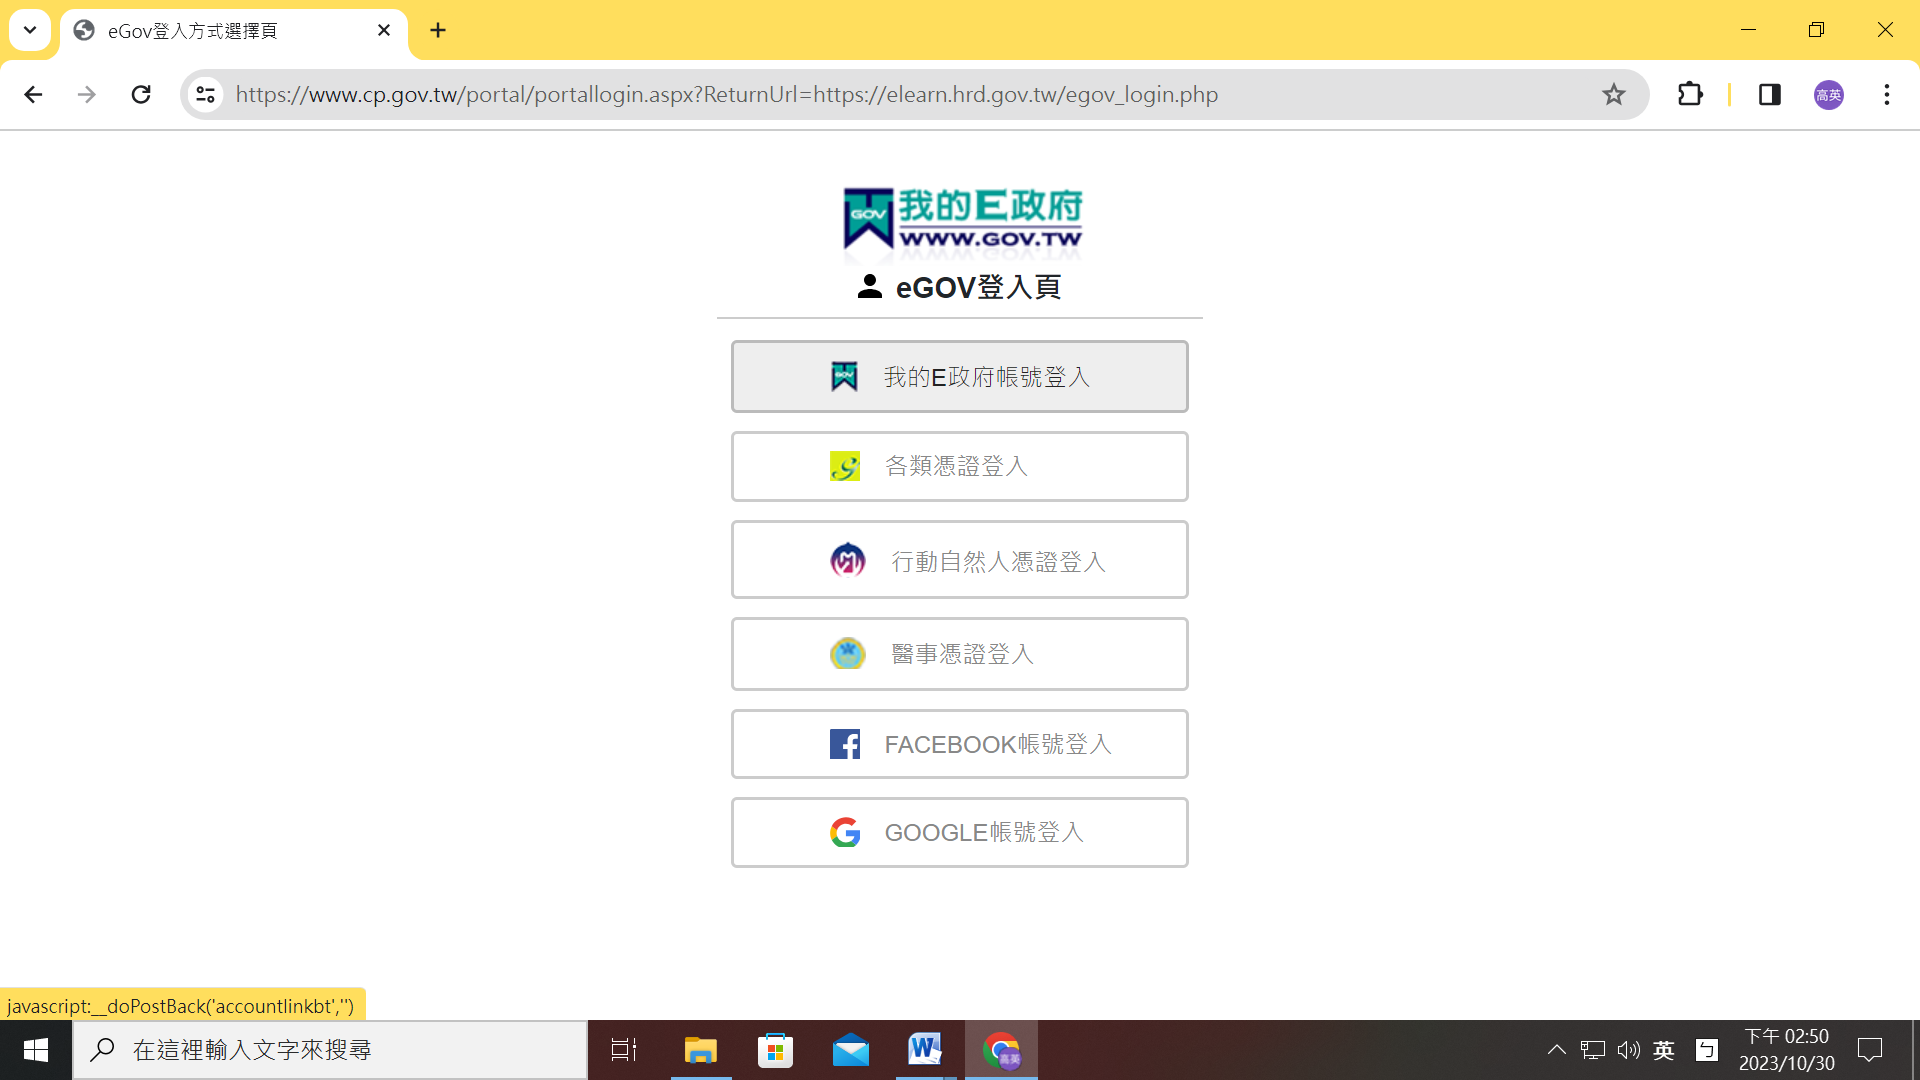 eGov登入方式選擇頁
https://www.cp.gov.tw/portal/portallogin.aspx?ReturnUrl=https://elearn.hrd.gov.tw/egov_login.php
高英
GOV 我的E政府
WWW.GOV.TW
eGOV登入頁
GOV 我的E政府帳號登入
各類憑證登入
行動自然人憑證登入
醫事憑證登入
FACEBOOK帳號登入
GOOGLE帳號登入
javascript:__doPostBack('accountlinkbt','')
在這裡輸入文字來搜尋
W
高英
英
ㄅ
下午 02:50
2023/10/30